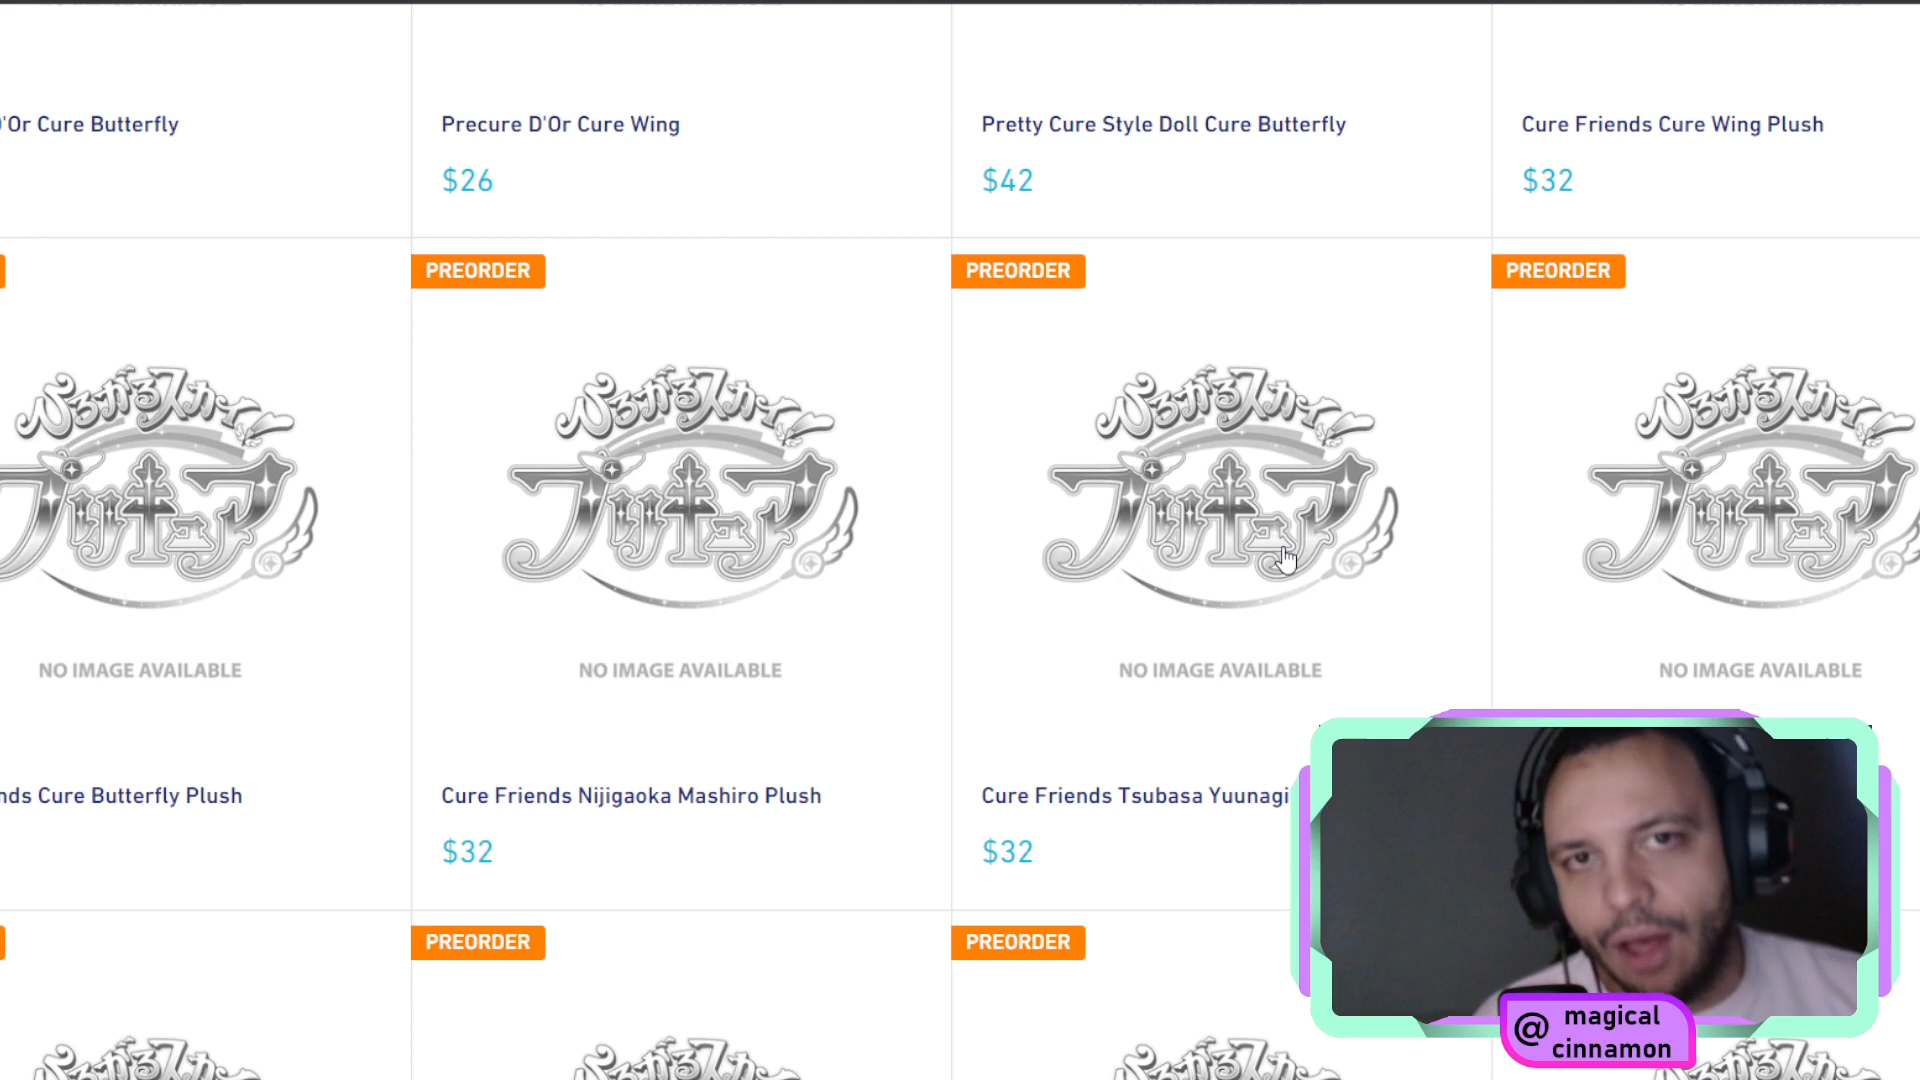 'Or Cure Butterfly
Precure D'Or Cure Wing
Pretty Cure Style Doll Cure Butterfly
Cure Friends Cure Wing Plush
$26
$42
$32
PREORDER
PREORDER
PREORDER
ひろがるスカイ
プリキュア
NO IMAGE AVAILABLE
ひろがるスカイ
プリキュア
NO IMAGE AVAILABLE
ひろがるスカイ
プリキュア
NO IMAGE AVAILABLE
ひろがるスカイ
プリキュア
NO IMAGE AVAILABLE
nds Cure Butterfly Plush
Cure Friends Nijigaoka Mashiro Plush
Cure Friends Tsubasa Yuunagi
$32
$32
PREORDER
PREORDER
@ magical
cinnamon